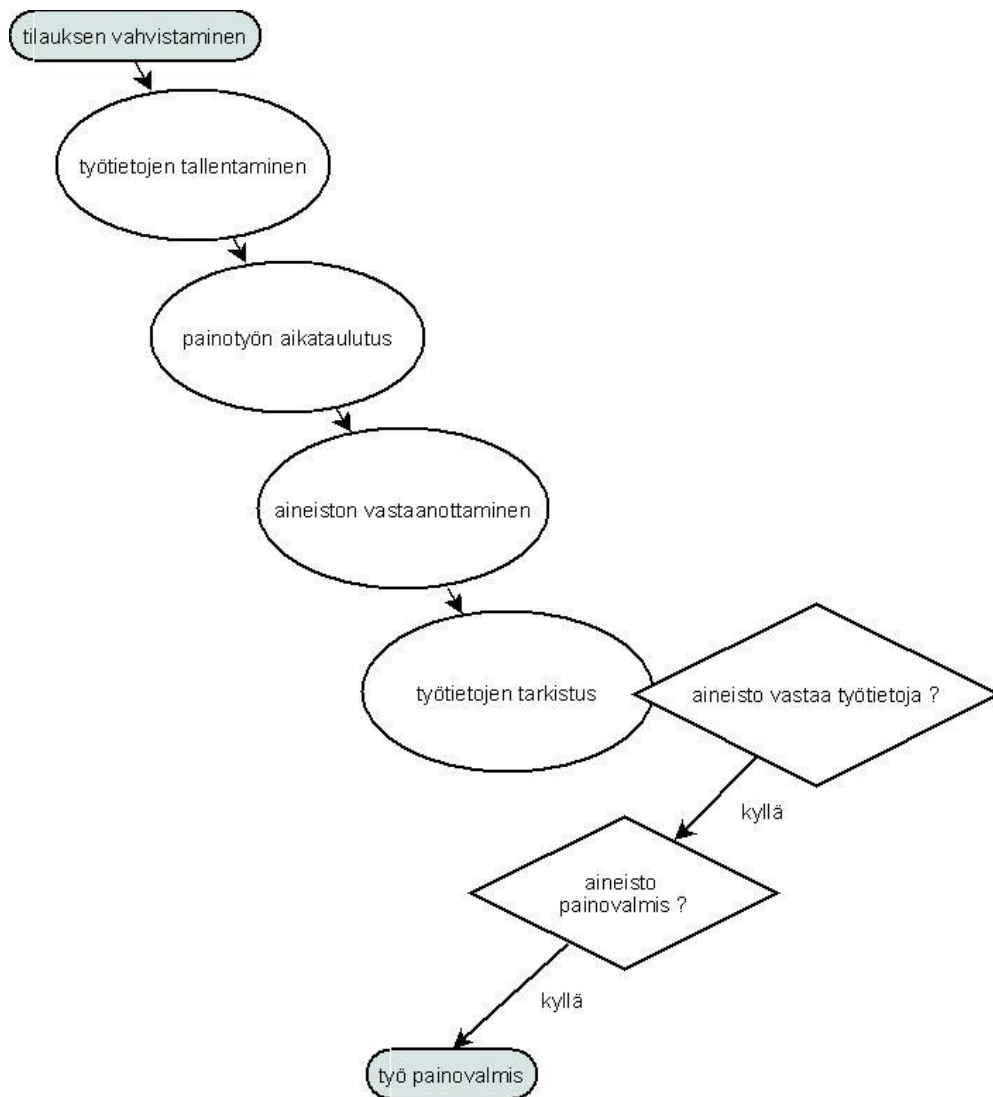 tilauksen vahvistaminen
työtietojen tallentaminen
painotyön aikataulutus
aineiston vastaanottaminen
työtietojen tarkistus
aineisto vastaa työtietoja ?
kyllä
aineisto
painovalmis ?
kyllä
työ painovalmis